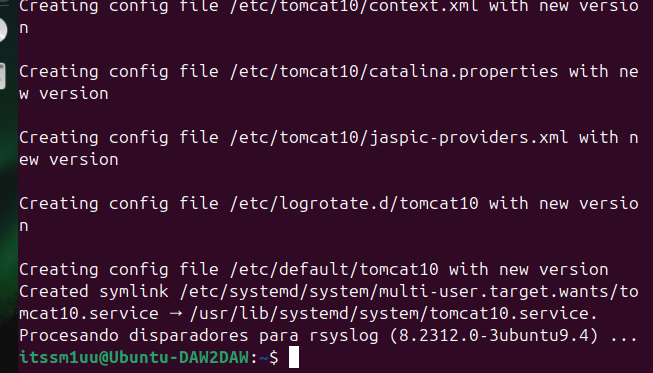 Creating config file /etc/tomcat10/context.xml with new versio
n
Creating config file /etc/tomcat10/catalina.properties with ne
w version
Creating config file /etc/tomcat10/jaspic-providers.xml with n
ew version
Creating config file /etc/logrotate.d/tomcat10 with new versio
n
Creating config file /etc/default/tomcat10 with new version
Created symlink /etc/systemd/system/multi-user.target.wants/to
mcat10.service → /usr/lib/systemd/system/tomcat10.service.
Procesando disparadores para rsyslog (8.2312.0-3ubuntu9.4) ...
itssm1uu@Ubuntu-DAW2DAW:~$